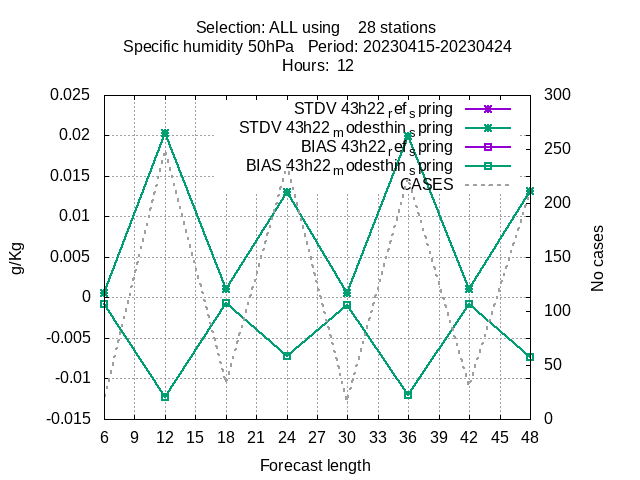 Selection: ALL using    28 stations
Specific humidity 50hPa   Period: 20230415-20230424
Hours:  12
0.025
0.02
0.015
0.01
0.005
0
-0.005
-0.01
-0.015
g/Kg
STDV 43h22_ref_spring
STDV 43h22_modesthin_spring
BIAS 43h22_ref_spring
BIAS 43h22_modesthin_spring
CASES
300
250
200
150
100
50
0
No cases
6 9 12 15 18 21 24 27 30 33 36 39 42 45 48
Forecast length